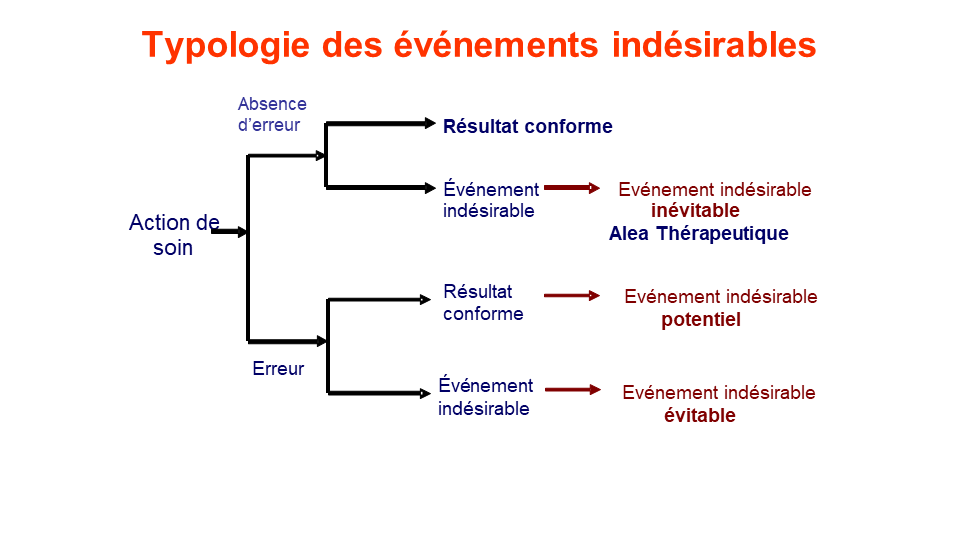 Typologie des événements indésirables
Absence
d’erreur
Résultat conforme
Événement
indésirable
Evénement indésirable
inévitable
Alea Thérapeutique
Action de
soin
Résultat
conforme
Evénement indésirable
potentiel
Erreur
Événement
indésirable
Evénement indésirable
évitable